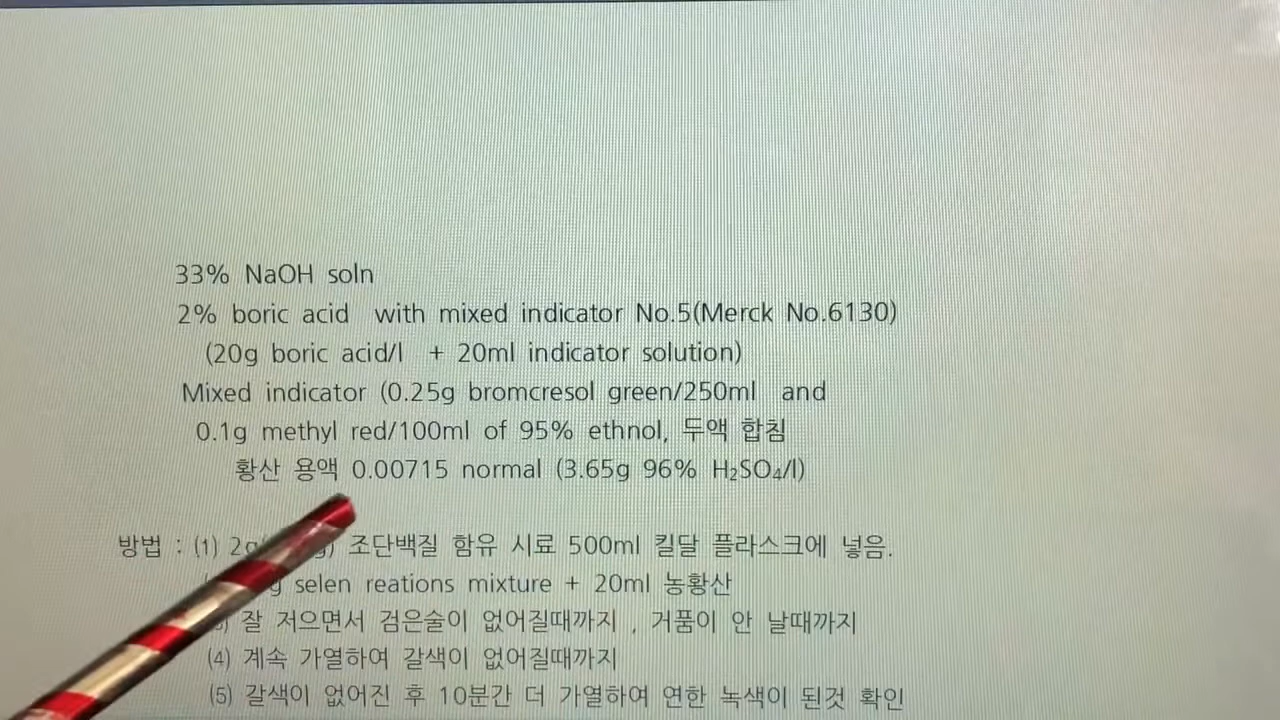 33% NaOH soln
2% boric acid with mixed indicator No.5(Merck No.6130)
(20g boric acid/l + 20ml indicator solution)
Mixed indicator (0.25g bromcresol green/250ml and
0.1g methyl red/100ml of 95% ethnol, 두액 합침
황산 용액 0.00715 normal (3.65g 96% H₂SO₄/l)
방법 : (1) 조단백질 함유 시료 500ml 킬달 플라스크에 넣음.
selen reations mixture + 20ml 농황산
잘 저으면서 검은술이 없어질때까지 , 거품이 안 날때까지
(4) 계속 가열하여 갈색이 없어질때까지
(5) 갈색이 없어진 후 10분간 더 가열하여 연한 녹색이 된것 확인